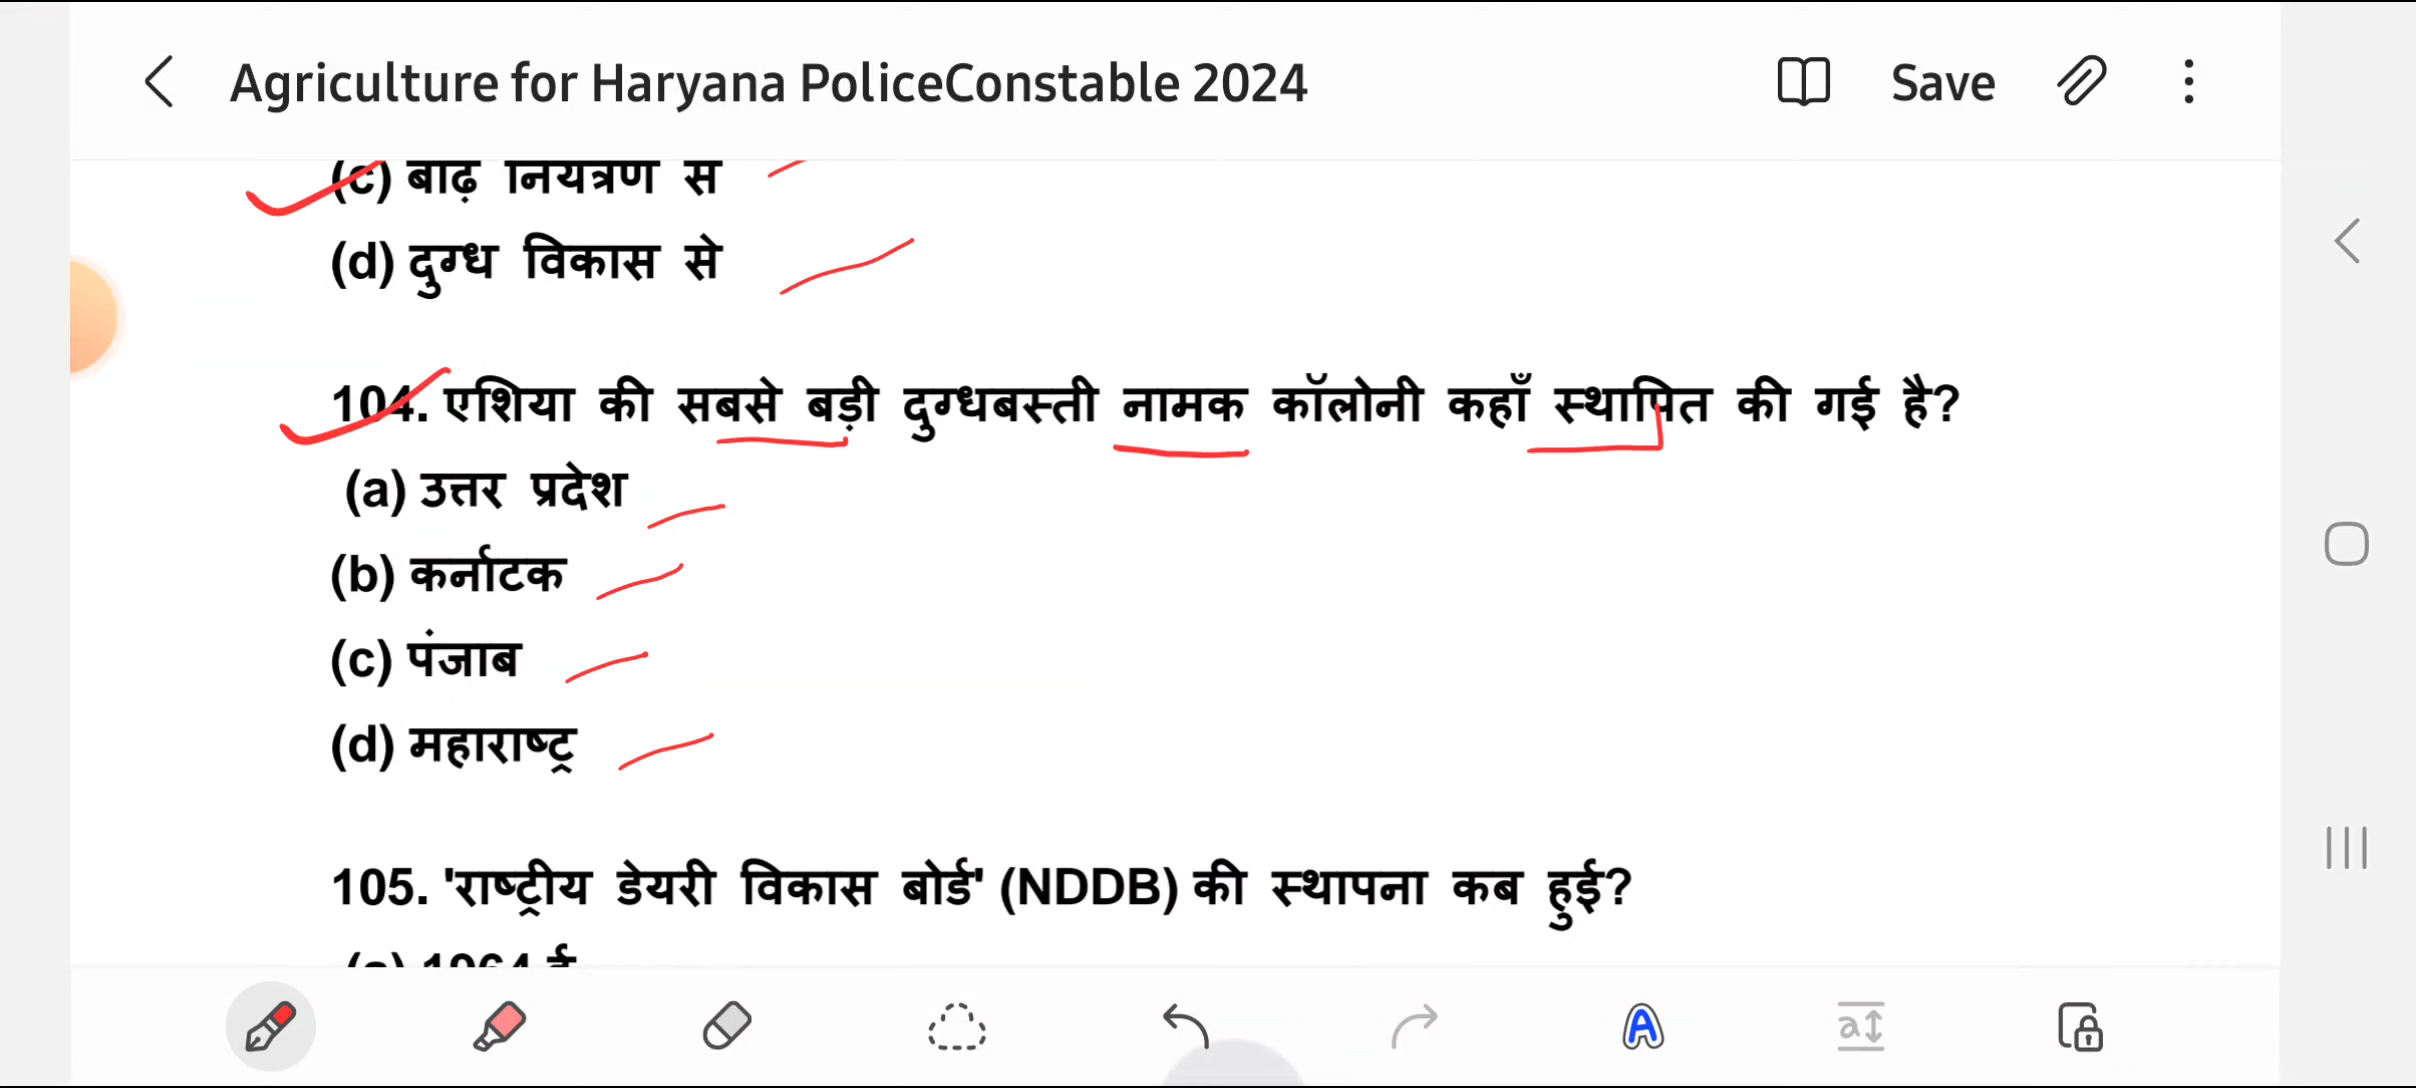 Agriculture for Haryana PoliceConstable 2024
Save
(c) बाढ़ नियंत्रण से
(d) दुग्ध विकास से
104. एशिया की सबसे बड़ी दुग्धबस्ती नामक कॉलोनी कहाँ स्थापित की गई है?
(a) उत्तर प्रदेश
(b) कर्नाटक
(c) पंजाब
(d) महाराष्ट्र
105. 'राष्ट्रीय डेयरी विकास बोर्ड' (NDDB) की स्थापना कब हुई?
(a) 1964 ई
A
a